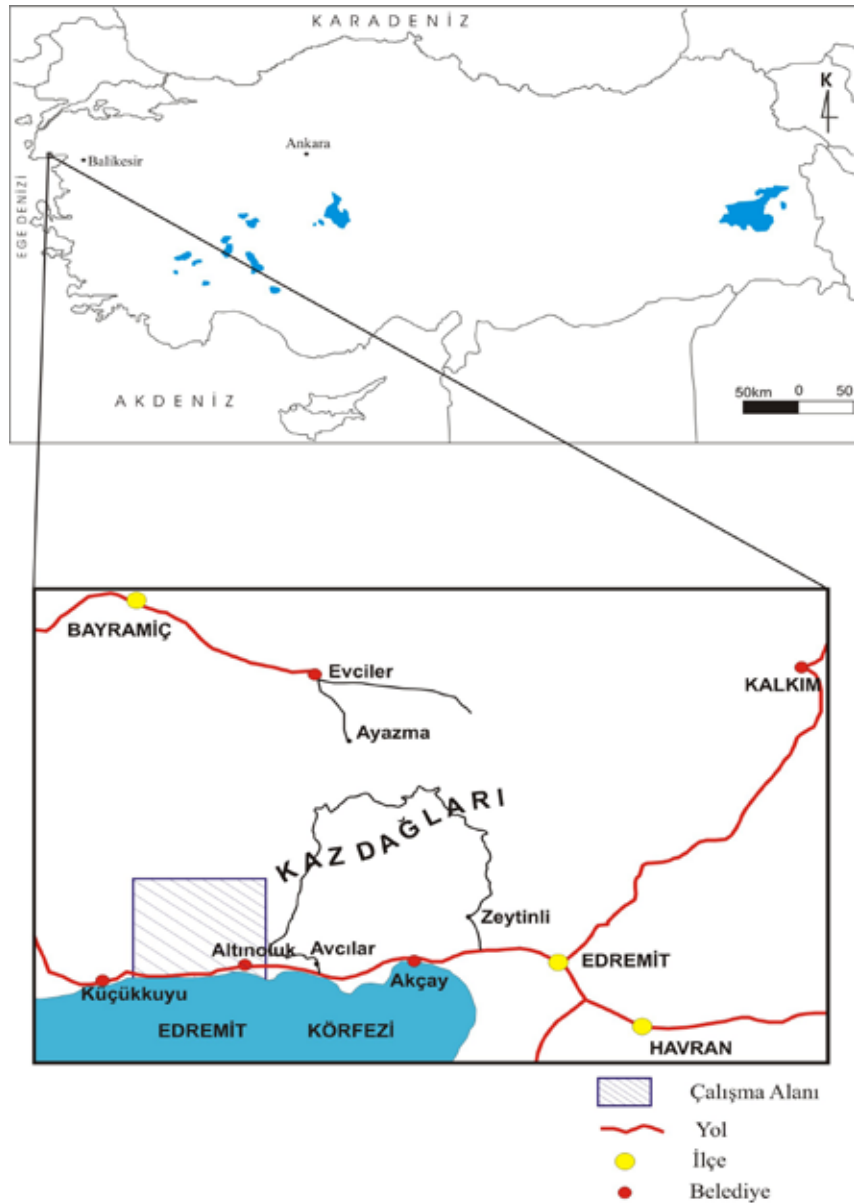 KARADENİZ
K
Ankara
Balikesir
EGE DENİZİ
AKDENİZ
50km 0 50
BAYRAMİÇ
Evciler
KALKIM
Ayazma
KAZ DAĞLARI
Zeytinli
Altınoluk Avcılar
EDREMİT
Küçükkuyu
Akçay
EDREMİT KÖRFEZİ
HAVRAN
Çalışma Alanı
Yol
İlçe
Belediye